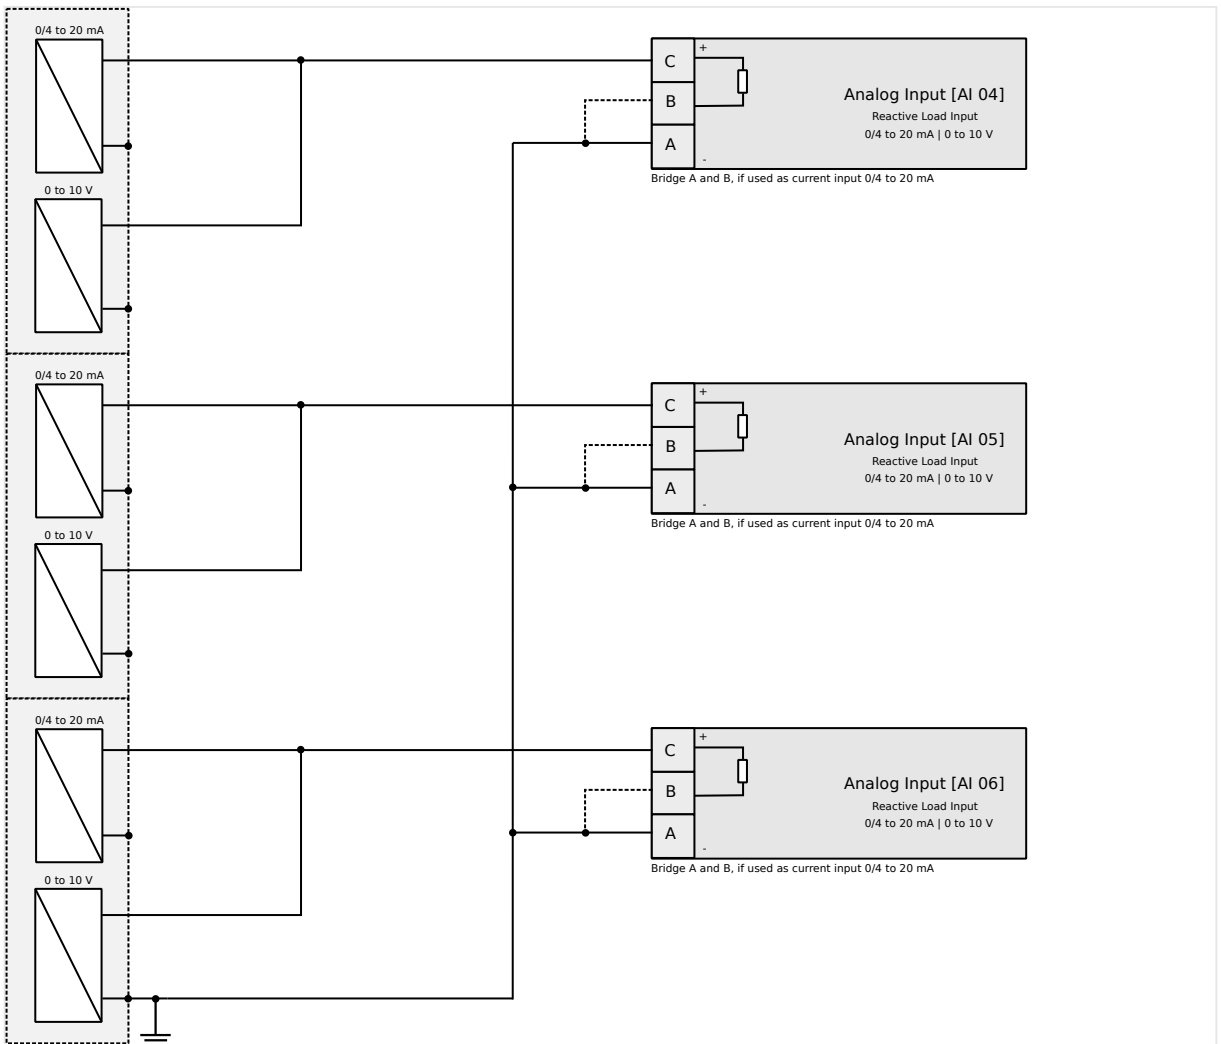 0/4 to 20 mA
0 to 10 V
C
B
A
+
-
Analog Input [AI 04]
Reactive Load Input
0/4 to 20 mA | 0 to 10 V
Bridge A and B, if used as current input 0/4 to 20 mA
0/4 to 20 mA
0 to 10 V
C
B
A
+
-
Analog Input [AI 05]
Reactive Load Input
0/4 to 20 mA | 0 to 10 V
Bridge A and B, if used as current input 0/4 to 20 mA
0/4 to 20 mA
0 to 10 V
C
B
A
+
-
Analog Input [AI 06]
Reactive Load Input
0/4 to 20 mA | 0 to 10 V
Bridge A and B, if used as current input 0/4 to 20 mA